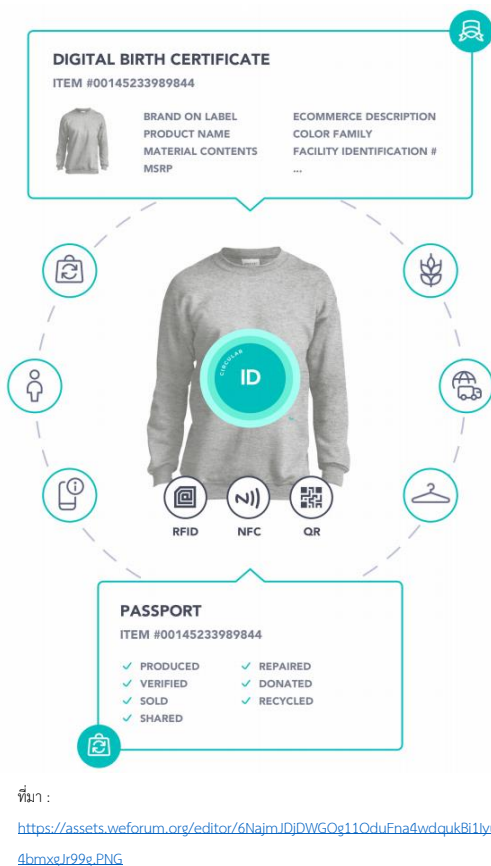 DIGITAL BIRTH CERTIFICATE
ITEM #00145233989844
BRAND ON LABEL
PRODUCT NAME
MATERIAL CONTENTS
MSRP
ECOMMERCE DESCRIPTION
COLOR FAMILY
FACILITY IDENTIFICATION #
...
CIRCULAR
ID
RFID
NFC
QR
PASSPORT
ITEM #00145233989844
PRODUCED
VERIFIED
SOLD
SHARED
REPAIRED
DONATED
RECYCLED
ที่มา :
https://assets.weforum.org/editor/6NajmJDjDWGOg11OduFna4wdqukBi1Iy
4bmxgJr99g.PNG